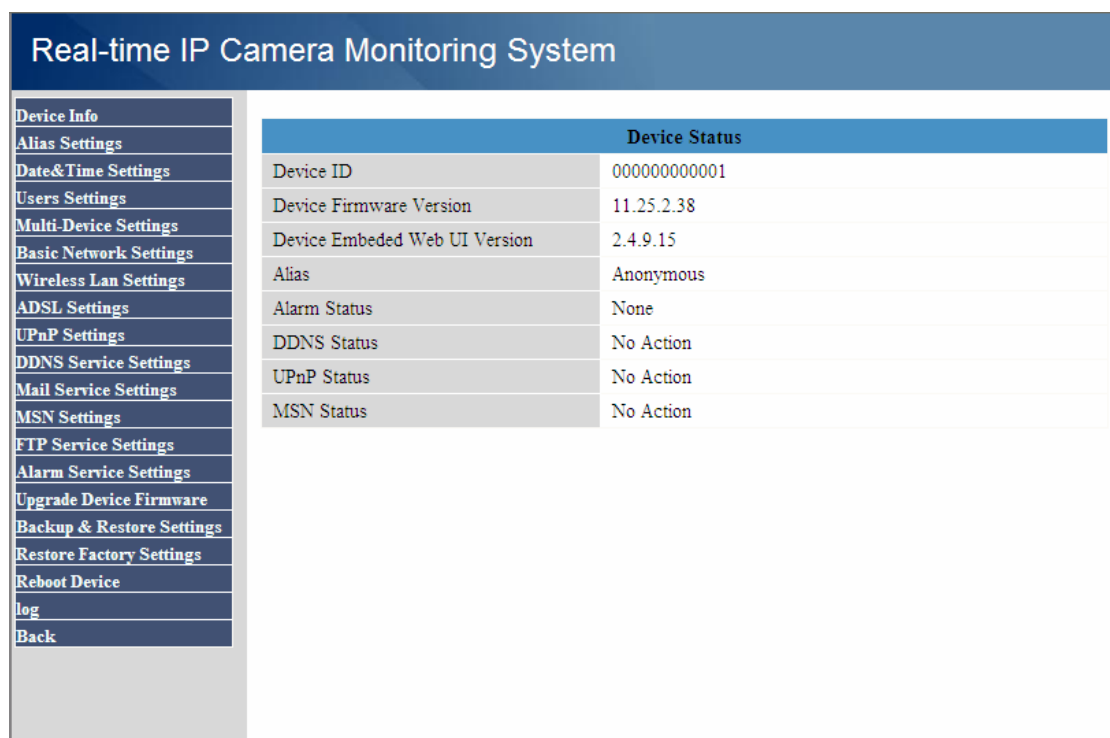 Real-time IP Camera Monitoring System
Device Info
Alias Settings
Date&Time Settings
Users Settings
Multi-Device Settings
Basic Network Settings
Wireless Lan Settings
ADSL Settings
UPnP Settings
DDNS Service Settings
Mail Service Settings
MSN Settings
FTP Service Settings
Alarm Service Settings
Upgrade Device Firmware
Backup & Restore Settings
Restore Factory Settings
Reboot Device
log
Back
Device Status
Device ID 000000000001
Device Firmware Version 11.25.2.38
Device Embeded Web UI Version 2.4.9.15
Alias Anonymous
Alarm Status None
DDNS Status No Action
UPnP Status No Action
MSN Status No Action